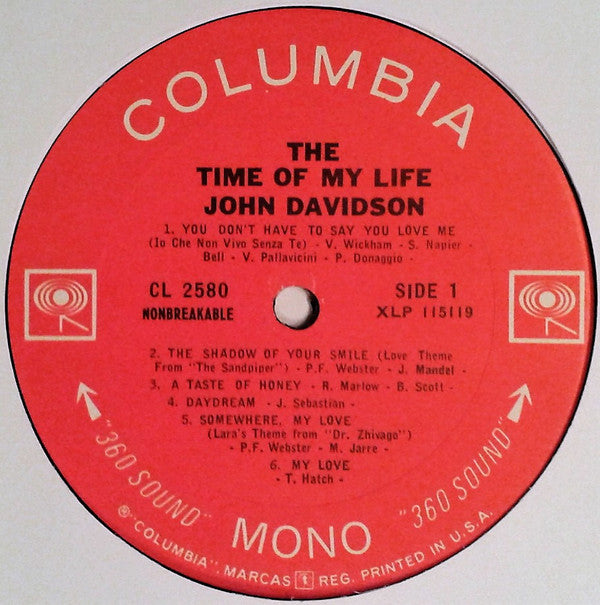 COLUMBIA
THE
TIME OF MY LIFE
JOHN DAVIDSON
1. YOU DON'T HAVE TO SAY YOU LOVE ME
(Io Che Non Vivo Senza Te) - V. Wickham - S. Napier -
Bell - V. Pallavicini - P. Donaggio -
CL 2580
NONBREAKABLE
SIDE 1
XLP 115119
2. THE SHADOW OF YOUR SMILE (Love Theme
From "The Sandpiper") - P.F. Webster - J. Mandel -
3. A TASTE OF HONEY - R. Marlow - B. Scott -
4. DAYDREAM - J. Sebastian -
5. SOMEWHERE, MY LOVE
(Lara's Theme from "Dr. Zhivago")
- P.F. Webster - M. Jarre -
6. MY LOVE
- T. Hatch -
"360 SOUND"
MONO
"360 SOUND"
® "COLUMBIA", MARCAS t REG. PRINTED IN U.S.A.